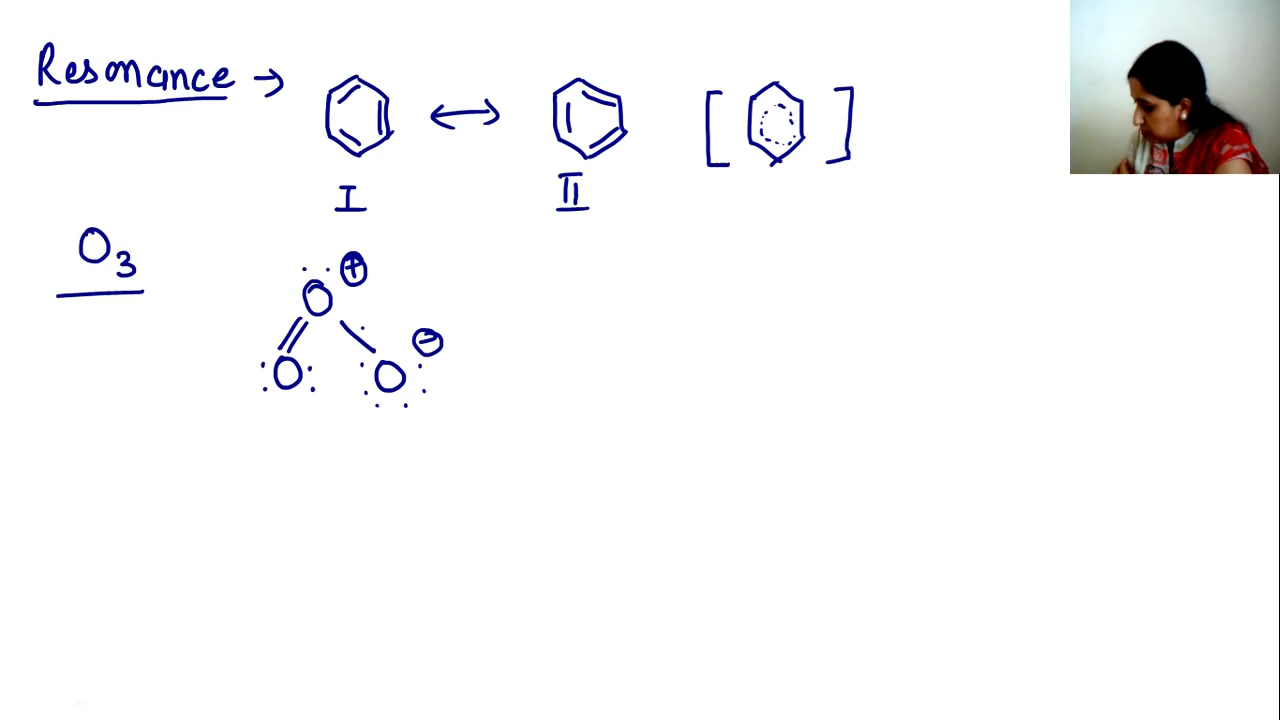 Resonance →
I
II
O3
O ⊕
O
O ⊖